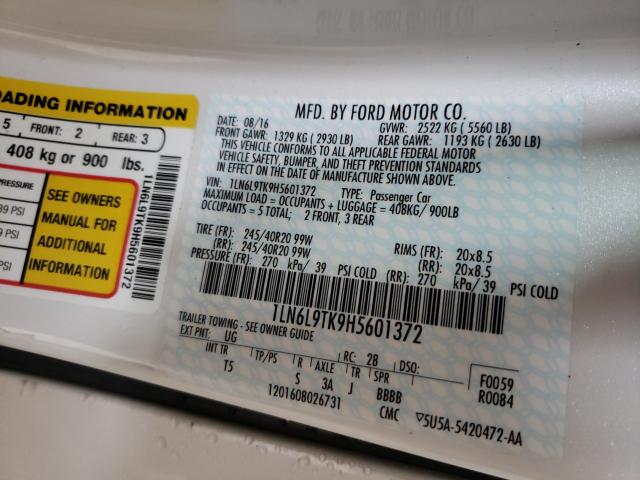 OADING INFORMATION
5 FRONT: 2 REAR: 3
408 kg or 900 lbs.
RESSURE
PSI
PSI
PSI
SEE OWNERS
MANUAL FOR
ADDITIONAL
INFORMATION
1LN6L9TK9H5601372
MFD. BY FORD MOTOR CO.
DATE: 08/16 GVWR: 2522 KG ( 5560 LB)
FRONT GAWR: 1329 KG ( 2930 LB) REAR GAWR: 1193 KG ( 2630 LB)
THIS VEHICLE CONFORMS TO ALL APPLICABLE FEDERAL MOTOR
VEHICLE SAFETY, BUMPER, AND THEFT PREVENTION STANDARDS
IN EFFECT ON THE DATE OF MANUFACTURE SHOWN ABOVE.
VIN: 1LN6L9TK9H5601372 TYPE: Passenger Car
MAXIMUM LOAD = OCCUPANTS + LUGGAGE = 408KG/ 900LB
OCCUPANTS = 5 TOTAL; 2 FRONT, 3 REAR
TIRE (FR): 245/40R20 99W RIMS (FR): 20x8.5
(RR): 245/40R20 99W (RR): 20x8.5
PRESSURE (FR): 270 kPa/ 39 PSI COLD (RR): 270 kPa/ 39 PSI COLD
1LN6L9TK9H5601372
TRAILER TOWING - SEE OWNER GUIDE
EXT PNT: UG RC: 28 DSO: F0059
INT TR TP/PS R AXLE TR SPR R0084
T5 S 3A J BBBB
1201608026731 CMC 5U5A-5420472-AA